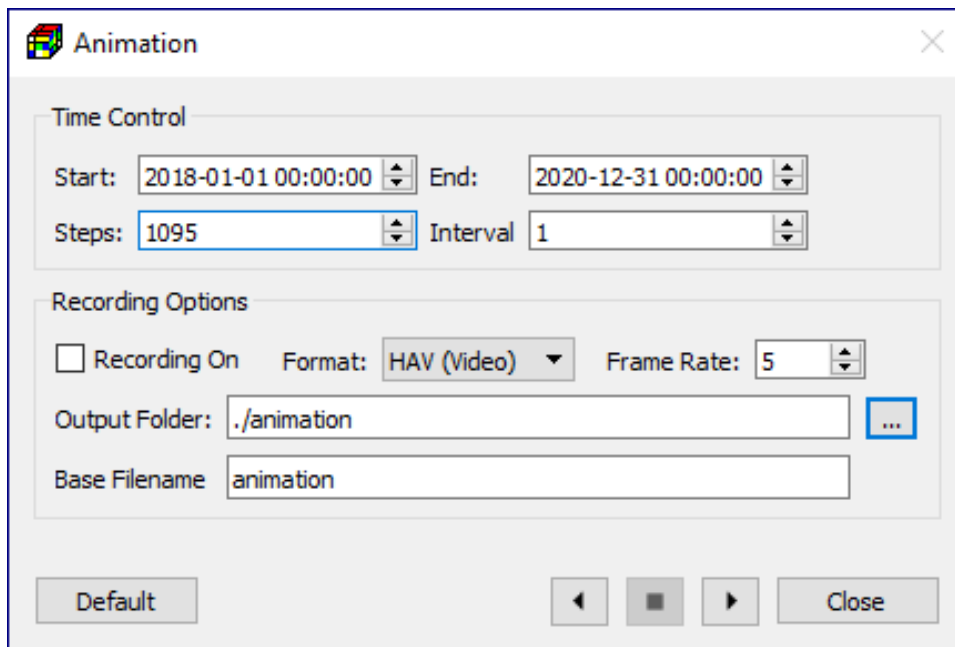 Animation
Time Control
Start: 2018-01-01 00:00:00 End: 2020-12-31 00:00:00
Steps: 1095 Interval 1
Recording Options
Recording On Format: HAV (Video) Frame Rate: 5
Output Folder: ./animation ...
Base Filename animation
Default Close